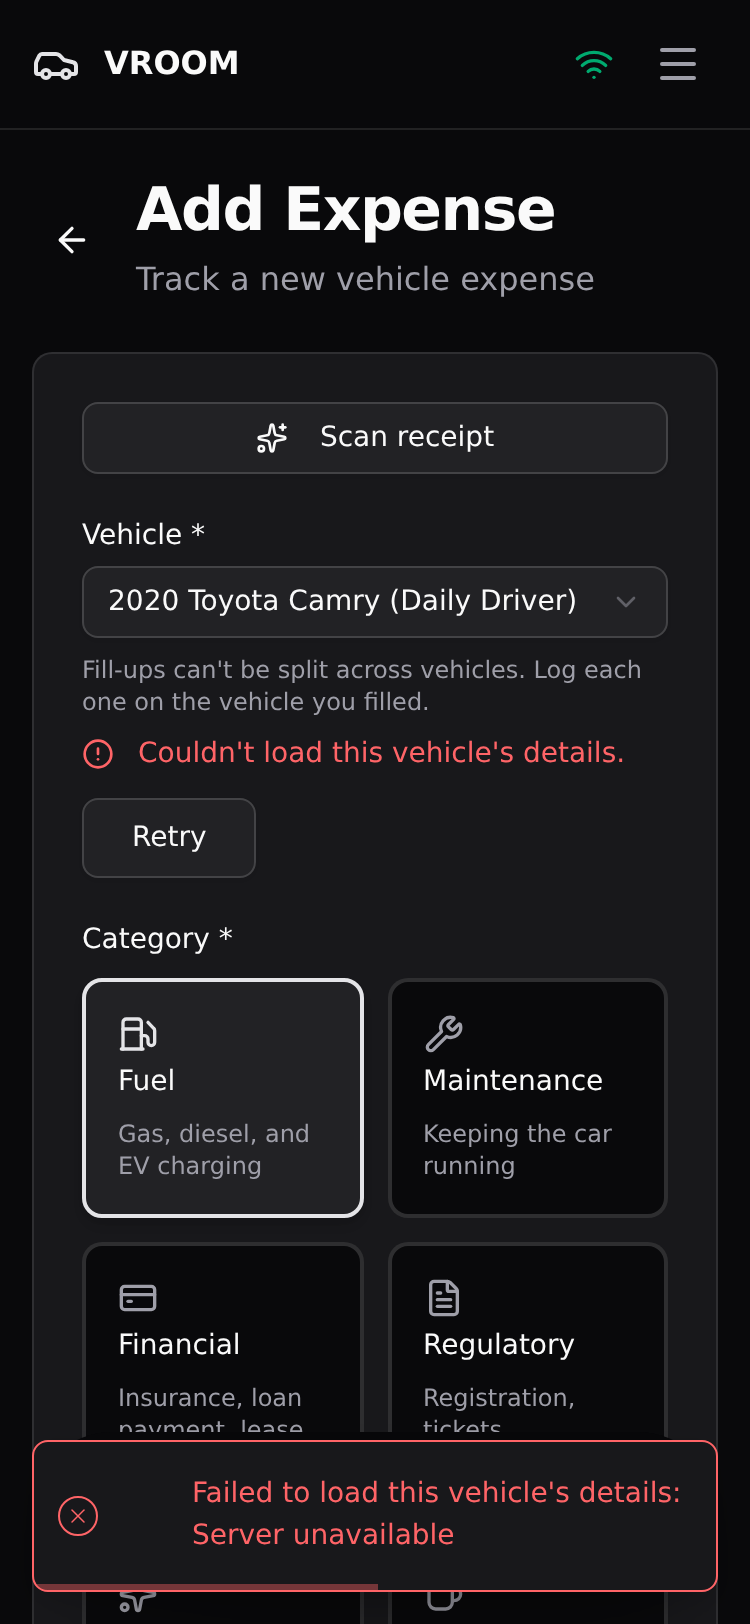 VROOM
Add Expense
Track a new vehicle expense
Scan receipt
Vehicle *
2020 Toyota Camry (Daily Driver)
Fill-ups can't be split across vehicles. Log each
one on the vehicle you filled.
Couldn't load this vehicle's details.
Retry
Category *
Fuel
Gas, diesel, and
EV charging
Maintenance
Keeping the car
running
Financial
Insurance, loan
payment, lease
Regulatory
Registration,
tickets
Failed to load this vehicle's details:
Server unavailable